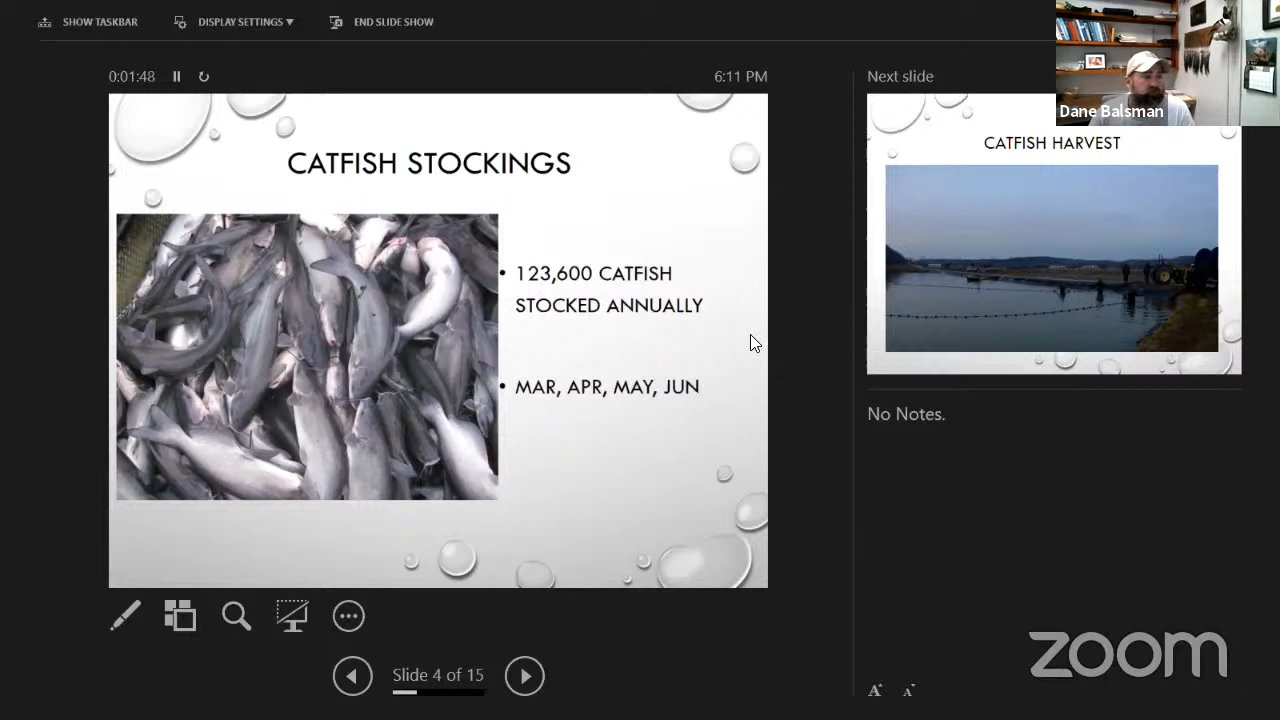 SHOW TASKBAR
DISPLAY SETTINGS ▼
END SLIDE SHOW
0:01:48
6:11 PM
Next slide
Dane Balsman
CATFISH STOCKINGS
• 123,600 CATFISH
STOCKED ANNUALLY
• MAR, APR, MAY, JUN
CATFISH HARVEST
No Notes.
Slide 4 of 15
A A
zoom